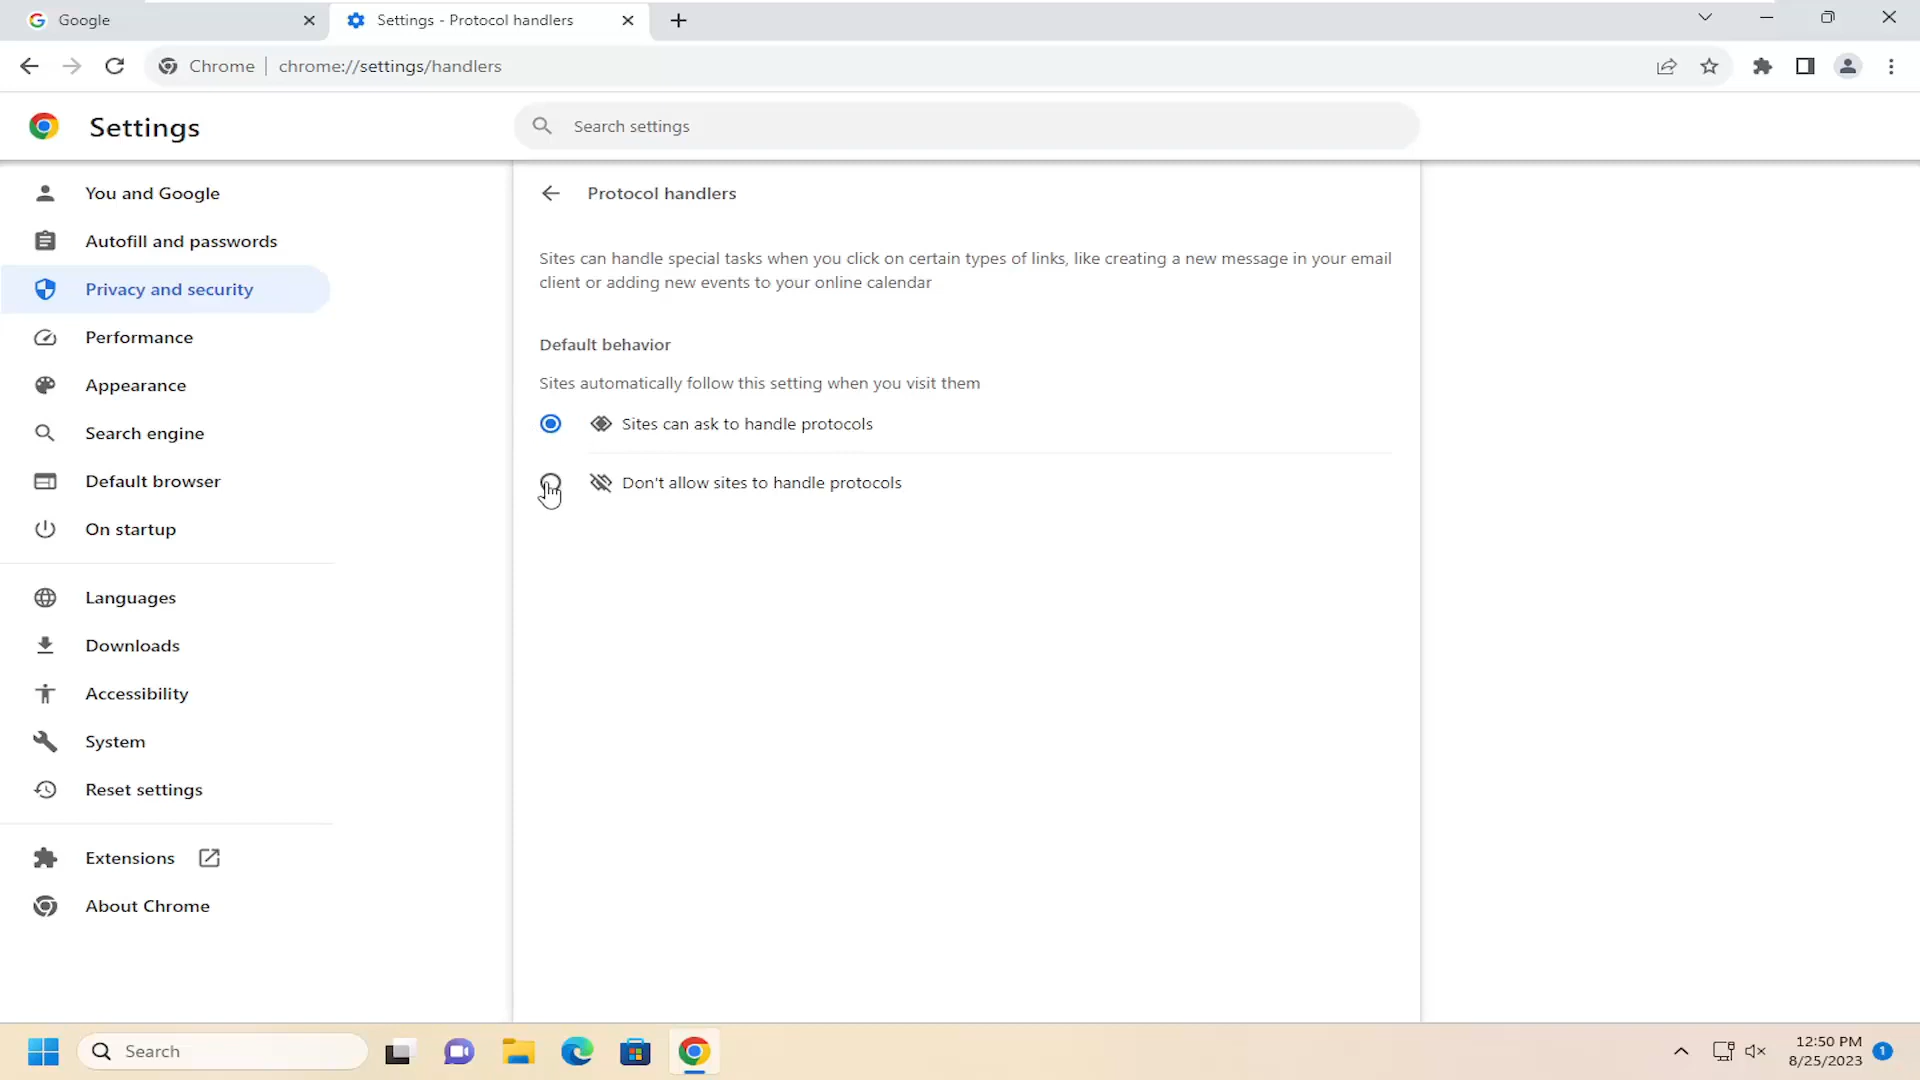 Google
Settings - Protocol handlers
Chrome
chrome://settings/handlers
Settings
Search settings
You and Google
Autofill and passwords
Privacy and security
Performance
Appearance
Search engine
Default browser
On startup
Languages
Downloads
Accessibility
System
Reset settings
Extensions
About Chrome
Protocol handlers
Sites can handle special tasks when you click on certain types of links, like creating a new message in your email
client or adding new events to your online calendar
Default behavior
Sites automatically follow this setting when you visit them
Sites can ask to handle protocols
Don't allow sites to handle protocols
Search
12:50 PM
8/25/2023
1